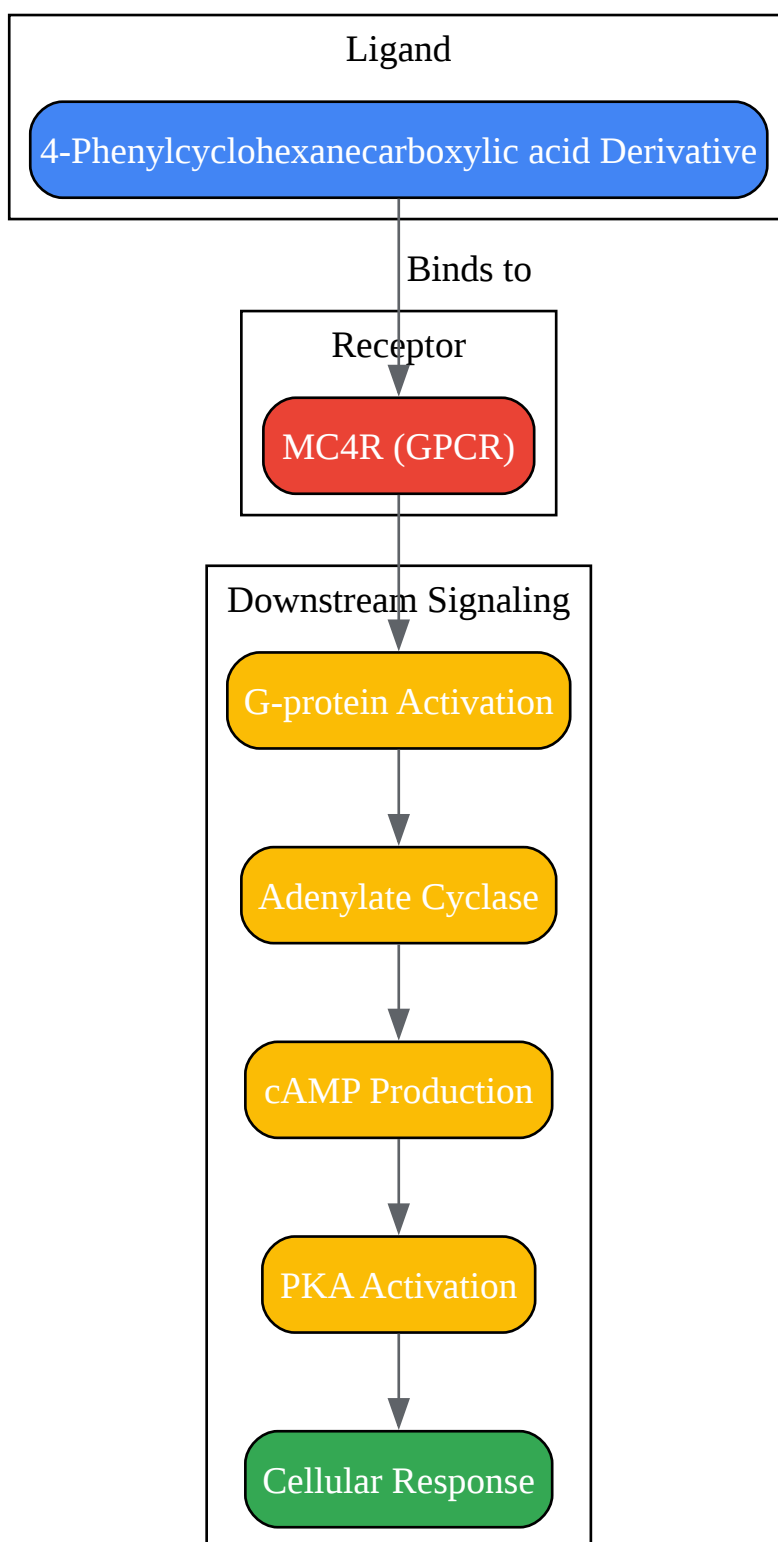 Ligand
4-Phenylcyclohexanecarboxylic acid Derivative
Binds to
Receptor
MC4R (GPCR)
Downstream Signaling
G-protein Activation
Adenylate Cyclase
cAMP Production
PKA Activation
Cellular Response